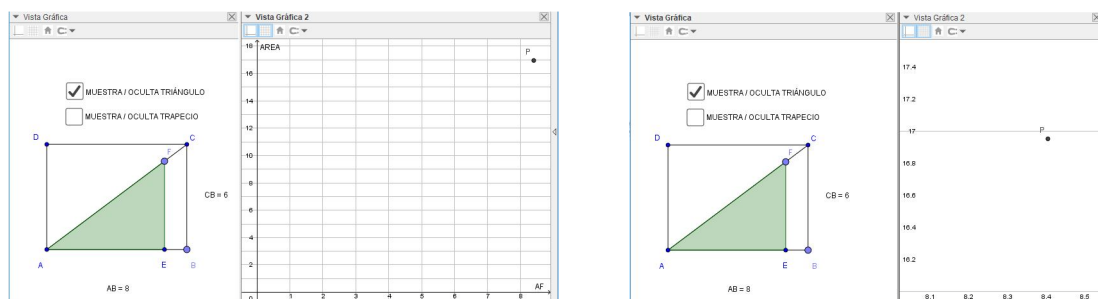 Vista Gráfica
Vista Gráfica 2
MUESTRA / OCULTA TRIÁNGULO
MUESTRA / OCULTA TRAPECIO
D
C
F
CB = 6
A
E
B
AB = 8
18
AREA
P
16
14
12
10
8
6
4
2
0
1
2
3
4
5
6
7
8
AF
Vista Gráfica
Vista Gráfica 2
MUESTRA / OCULTA TRIÁNGULO
MUESTRA / OCULTA TRAPECIO
D
C
F
CB = 6
A
E
B
AB = 8
17.4
17.2
17
P
16.8
16.6
16.4
16.2
8.1
8.2
8.3
8.4
8.5